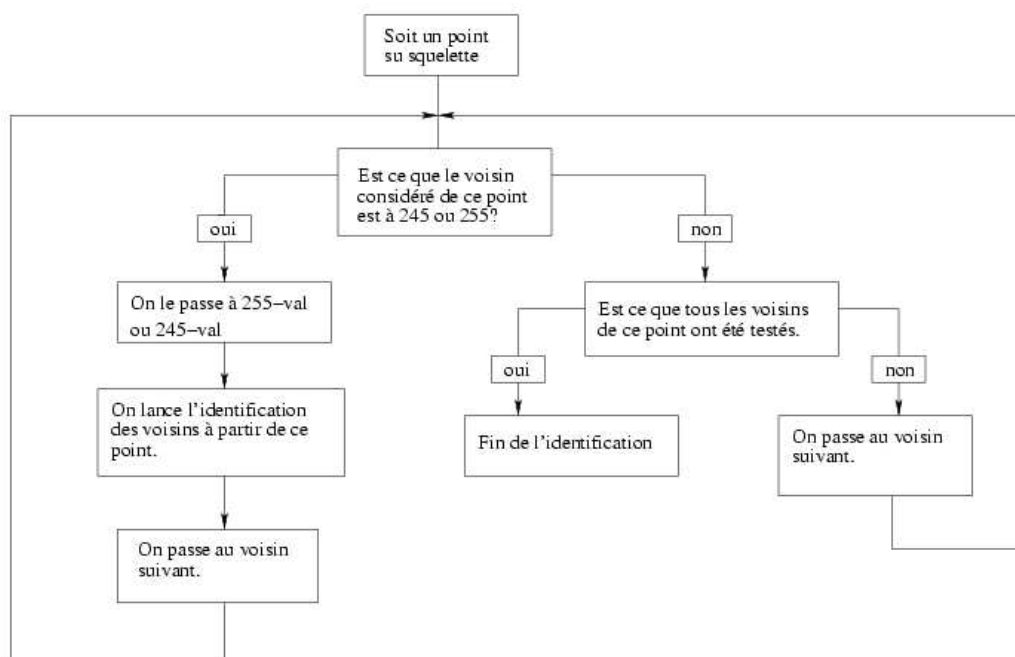 Soit un point
su squelette
Est ce que le voisin
considéré de ce point
est à 245 ou 255?
oui
non
On le passe à 255–val
ou 245–val
Est ce que tous les voisins
de ce point ont été testés.
oui
non
On lance l'identification
des voisins à partir de ce
point.
Fin de l'identification
On passe au voisin
suivant.
On passe au voisin
suivant.